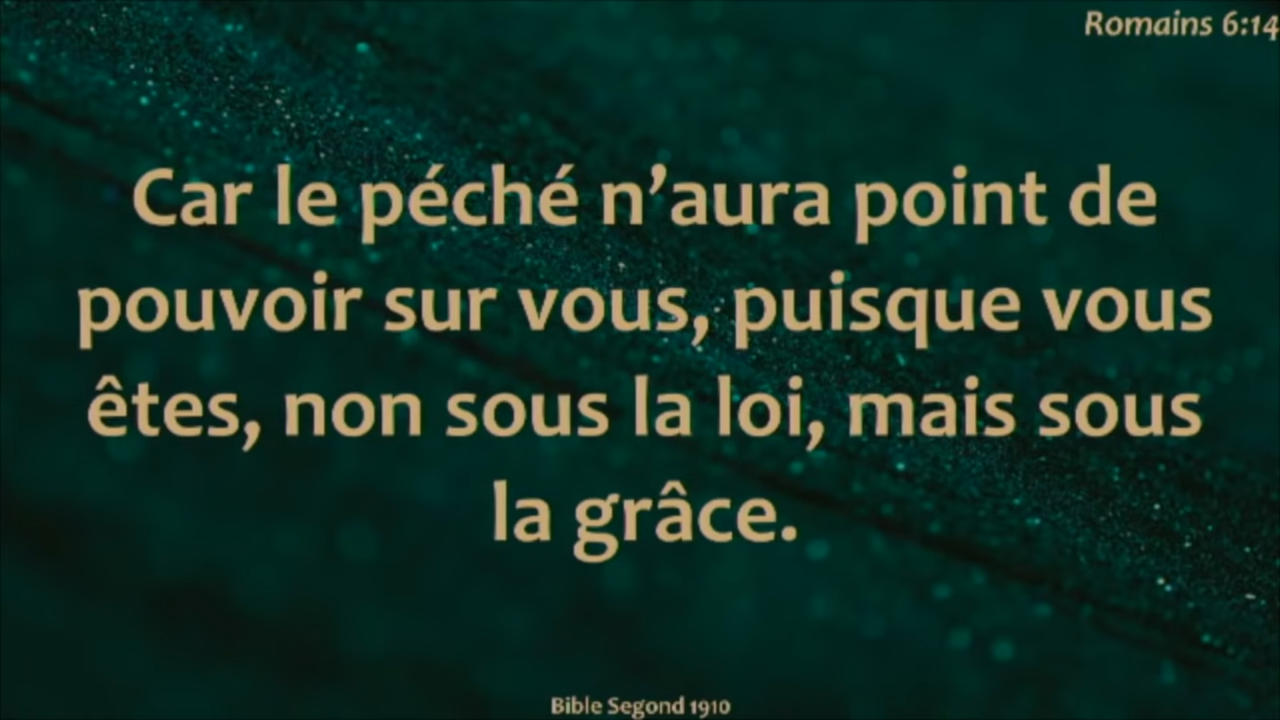 Romains 6:14
Car le péché n’aura point de
pouvoir sur vous, puisque vous
êtes, non sous la loi, mais sous
la grâce.
Bible Segond 1910